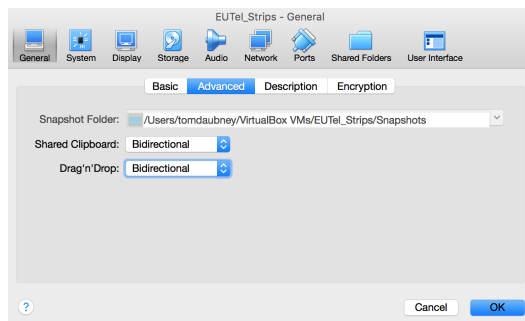 EUTel_Strips - General
General System Display Storage Audio Network Ports Shared Folders User Interface
Basic Advanced Description Encryption
Snapshot Folder: /Users/tomdaubney/VirtualBox VMs/EUTel_Strips/Snapshots
Shared Clipboard: Bidirectional
Drag'n'Drop: Bidirectional
? Cancel OK